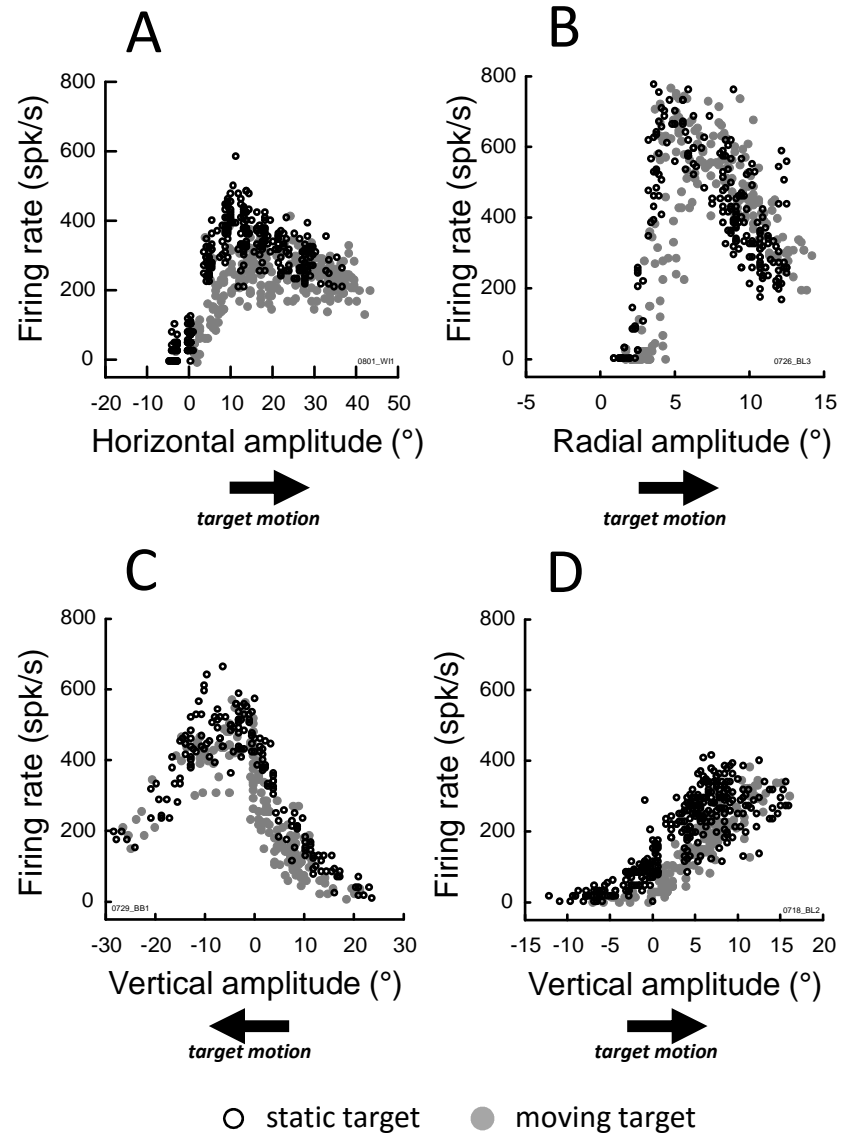 A
B
Firing rate (spk/s)
800
600
400
200
0
0801_WI1
-20 -10 0 10 20 30 40 50
Horizontal amplitude (°)
target motion
Firing rate (spk/s)
800
600
400
200
0
0726_BL3
-5 0 5 10 15
Radial amplitude (°)
target motion
C
D
Firing rate (spk/s)
800
600
400
200
0
0729_BB1
-30 -20 -10 0 10 20 30
Vertical amplitude (°)
target motion
Firing rate (spk/s)
800
600
400
200
0
0718_BL2
-15 -10 -5 0 5 10 15 20
Vertical amplitude (°)
target motion
static target moving target